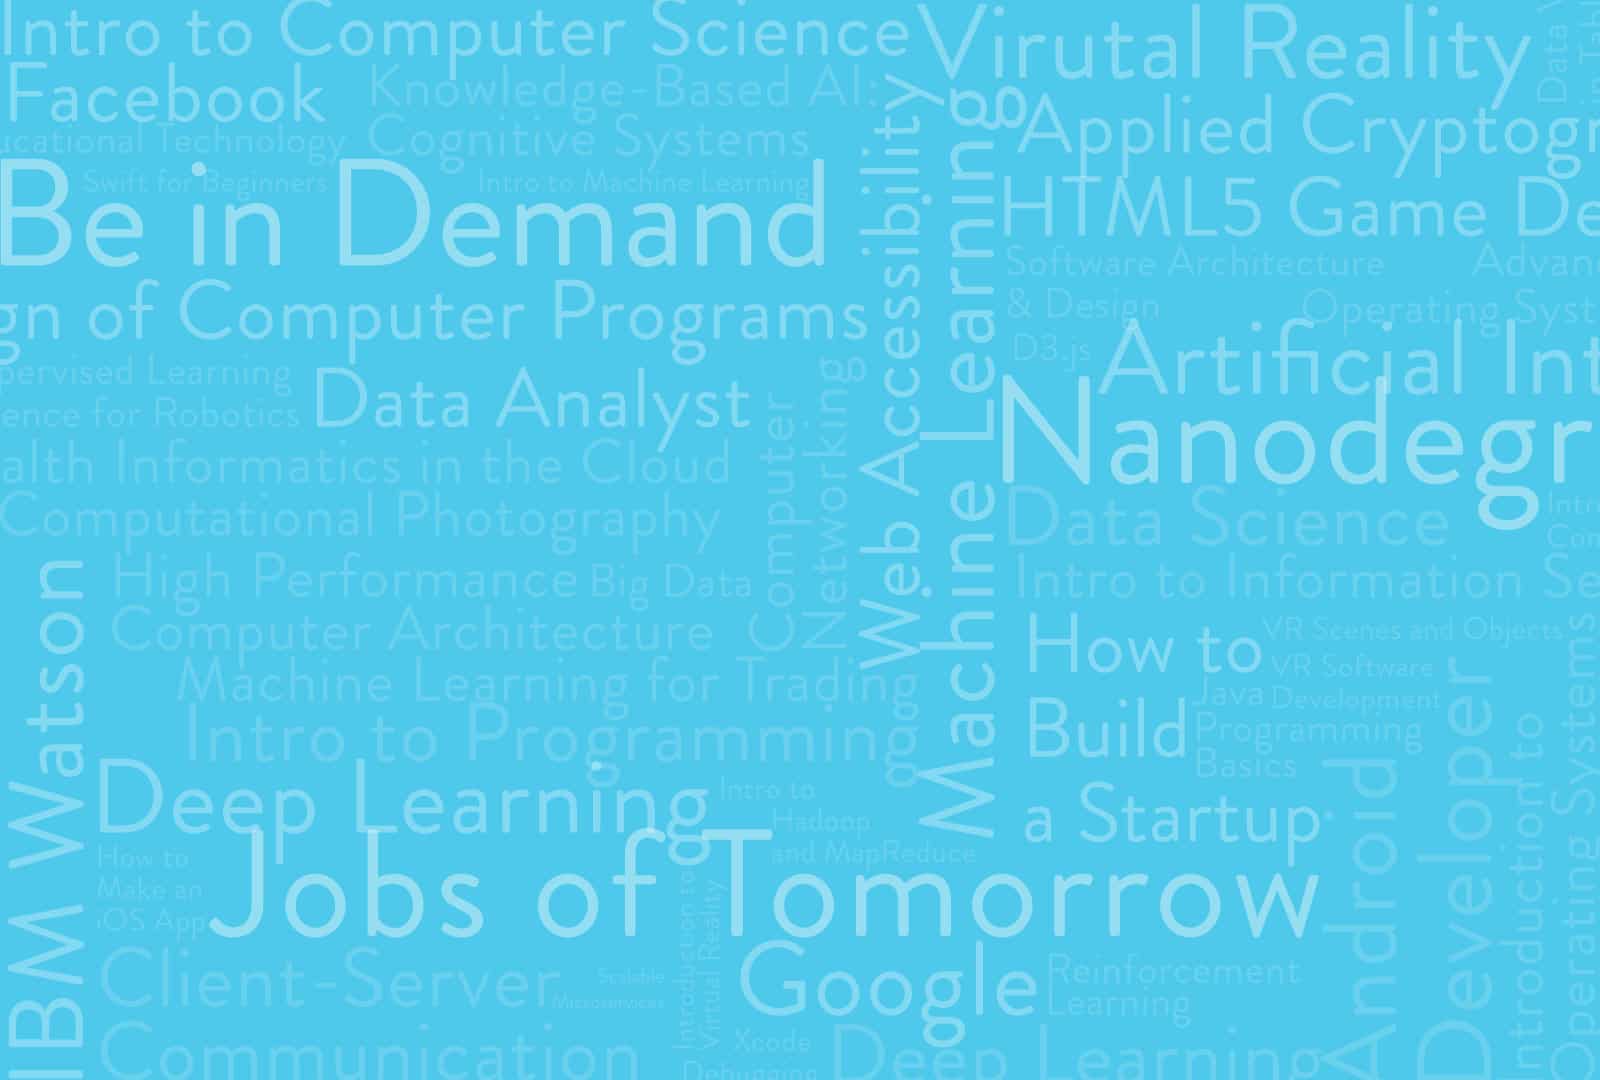 Intro to Computer Science
Virutal Reality
Facebook
Knowledge-Based AI:
Cognitive Systems
ucational Technology
Applied Cryptogr
Swift for Beginners
Intro to Machine Learning
Be in Demand
HTML5 Game De
Software Architecture
& Design
Advan
Operating Syst
gn of Computer Programs
D3.js
Artificial Int
pervised Learning
ence for Robotics
Data Analyst
Nanodegr
alth Informatics in the Cloud
Computational Photography
Computer
Networking
Web Accessibility
Machine Learning
Data Science
Intr
Con
Intro to Information Se
High Performance
Computer Architecture
Big Data
Machine Learning for Trading
Intro to Programming
How to
Build
a Startup
VR Scenes and Objects
VR Software
Development
Java
Programming
Basics
IBM Watson
Deep Learning
Intro to
Hadoop
and MapReduce
How to
Make an
iOS App
Jobs of Tomorrow
Client-Server
Communication
Scalable
Microservices
Introduction to
Virtual Reality
Google
Reinforcement
Learning
Xcode
Debugging
Deep Learning
Android
Developer
Introduction to
Operating Systems
Data